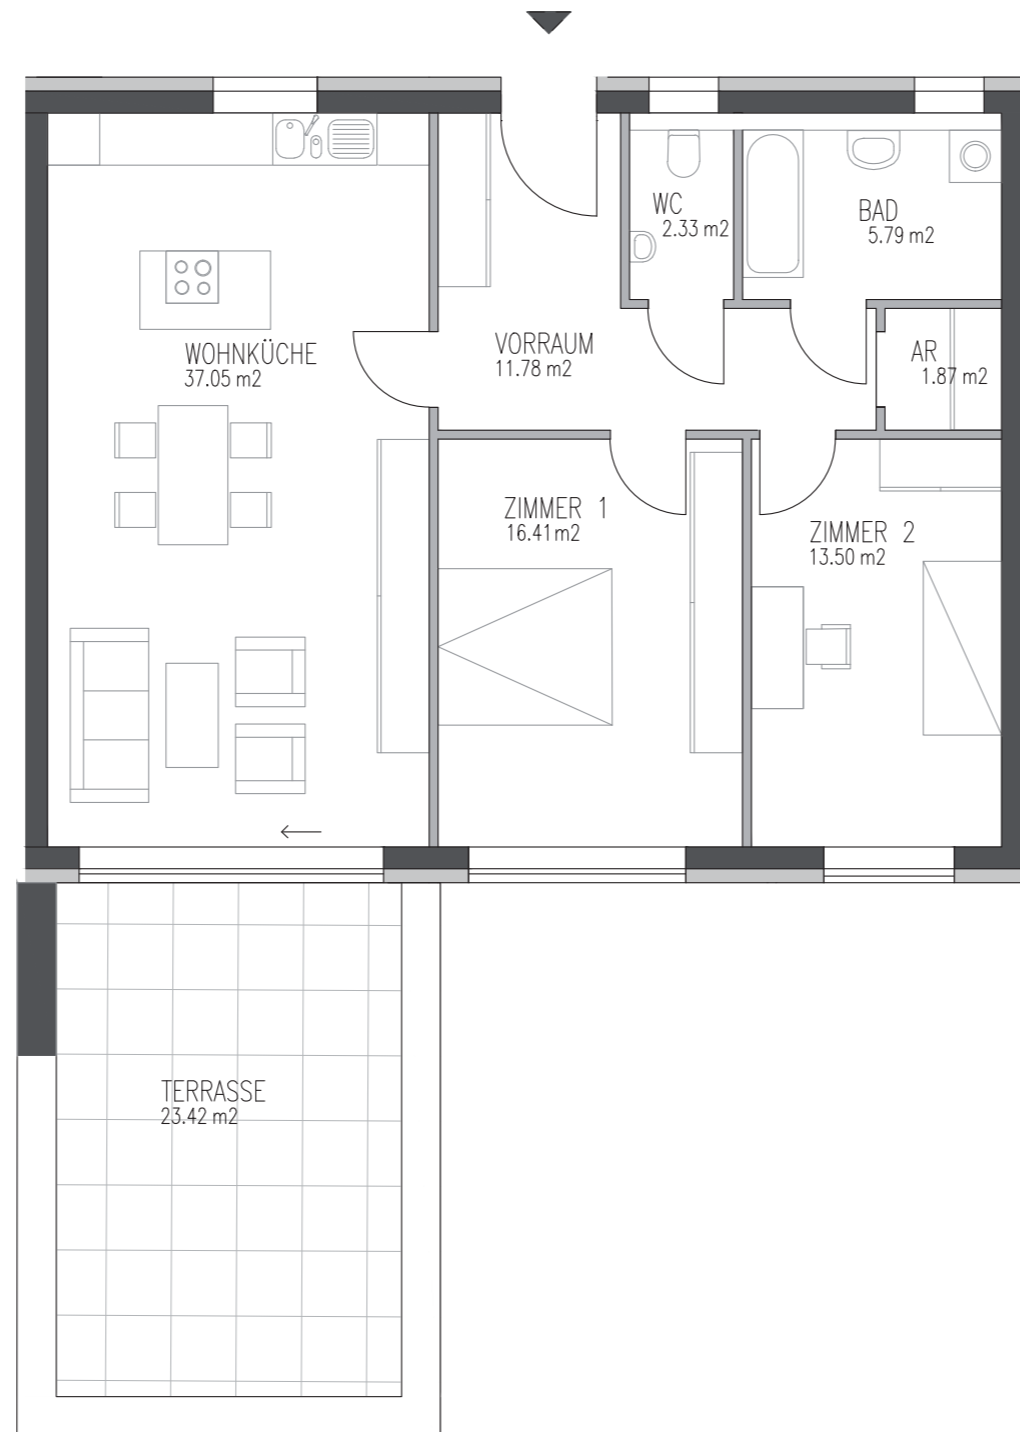 WC
2.33 m2
BAD
5.79 m2
WOHNKÜCHE
37.05 m2
VORRAUM
11.78 m2
AR
1.87 m2
ZIMMER 1
16.41 m2
ZIMMER 2
13.50 m2
TERRASSE
23.42 m2